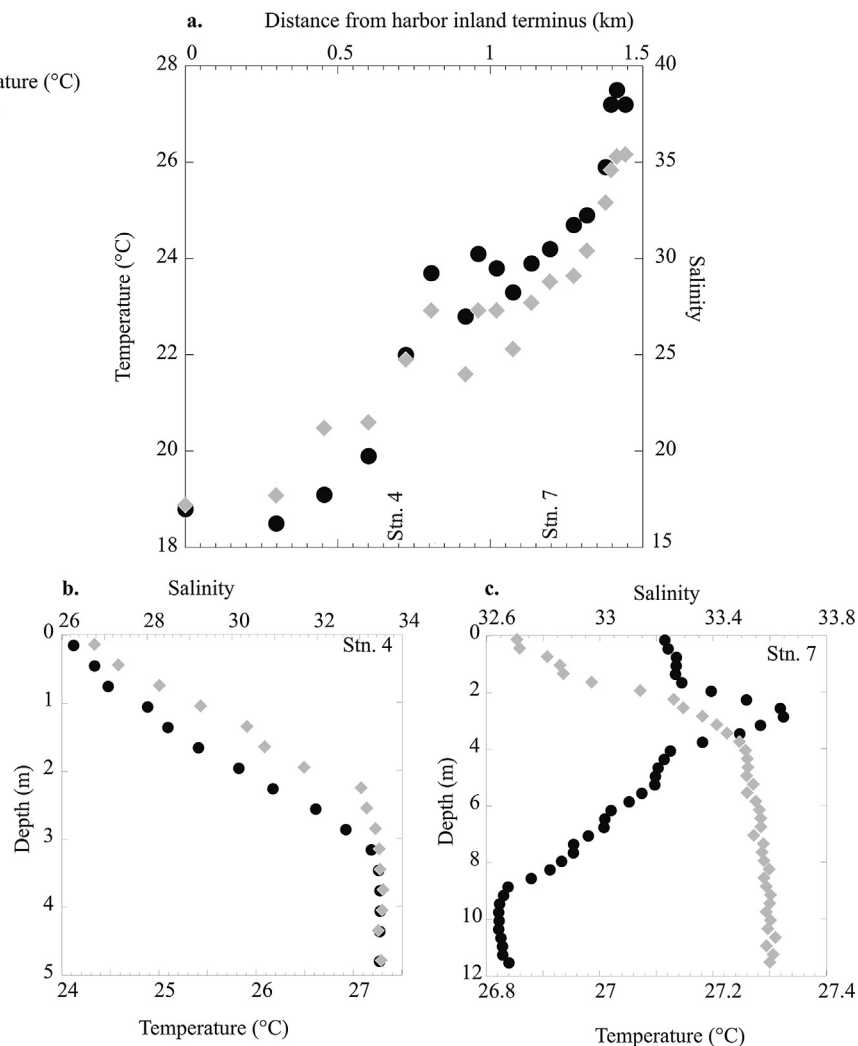 a. Distance from harbor inland terminus (km)
0 0.5 1 1.5
ature (°C)
28 40
26 35
24 30
22 25
20 20
18 15
Temperature (°C)
Salinity
Stn. 4
Stn. 7
b. Salinity
26 28 30 32 34
Stn. 4
0
1
2
3
4
5
Depth (m)
24 25 26 27
Temperature (°C)
c. Salinity
32.6 33 33.4 33.8
Stn. 7
0
2
4
6
8
10
12
Depth (m)
26.8 27 27.2 27.4
Temperature (°C)